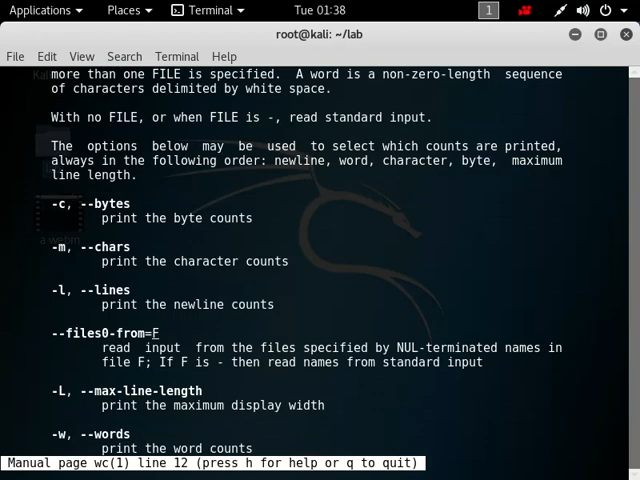 Applications Places Terminal Tue 01:38 1
root@kali: ~/lab
File Edit View Search Terminal Help
more than one FILE is specified. A word is a non-zero-length sequence
of characters delimited by white space.
With no FILE, or when FILE is -, read standard input.
The options below may be used to select which counts are printed,
always in the following order: newline, word, character, byte, maximum
line length.
-c, --bytes
print the byte counts
-m, --chars
print the character counts
-l, --lines
print the newline counts
--files0-from=F
read input from the files specified by NUL-terminated names in
file F; If F is - then read names from standard input
-L, --max-line-length
print the maximum display width
-w, --words
print the word counts
Manual page wc(1) line 12 (press h for help or q to quit)